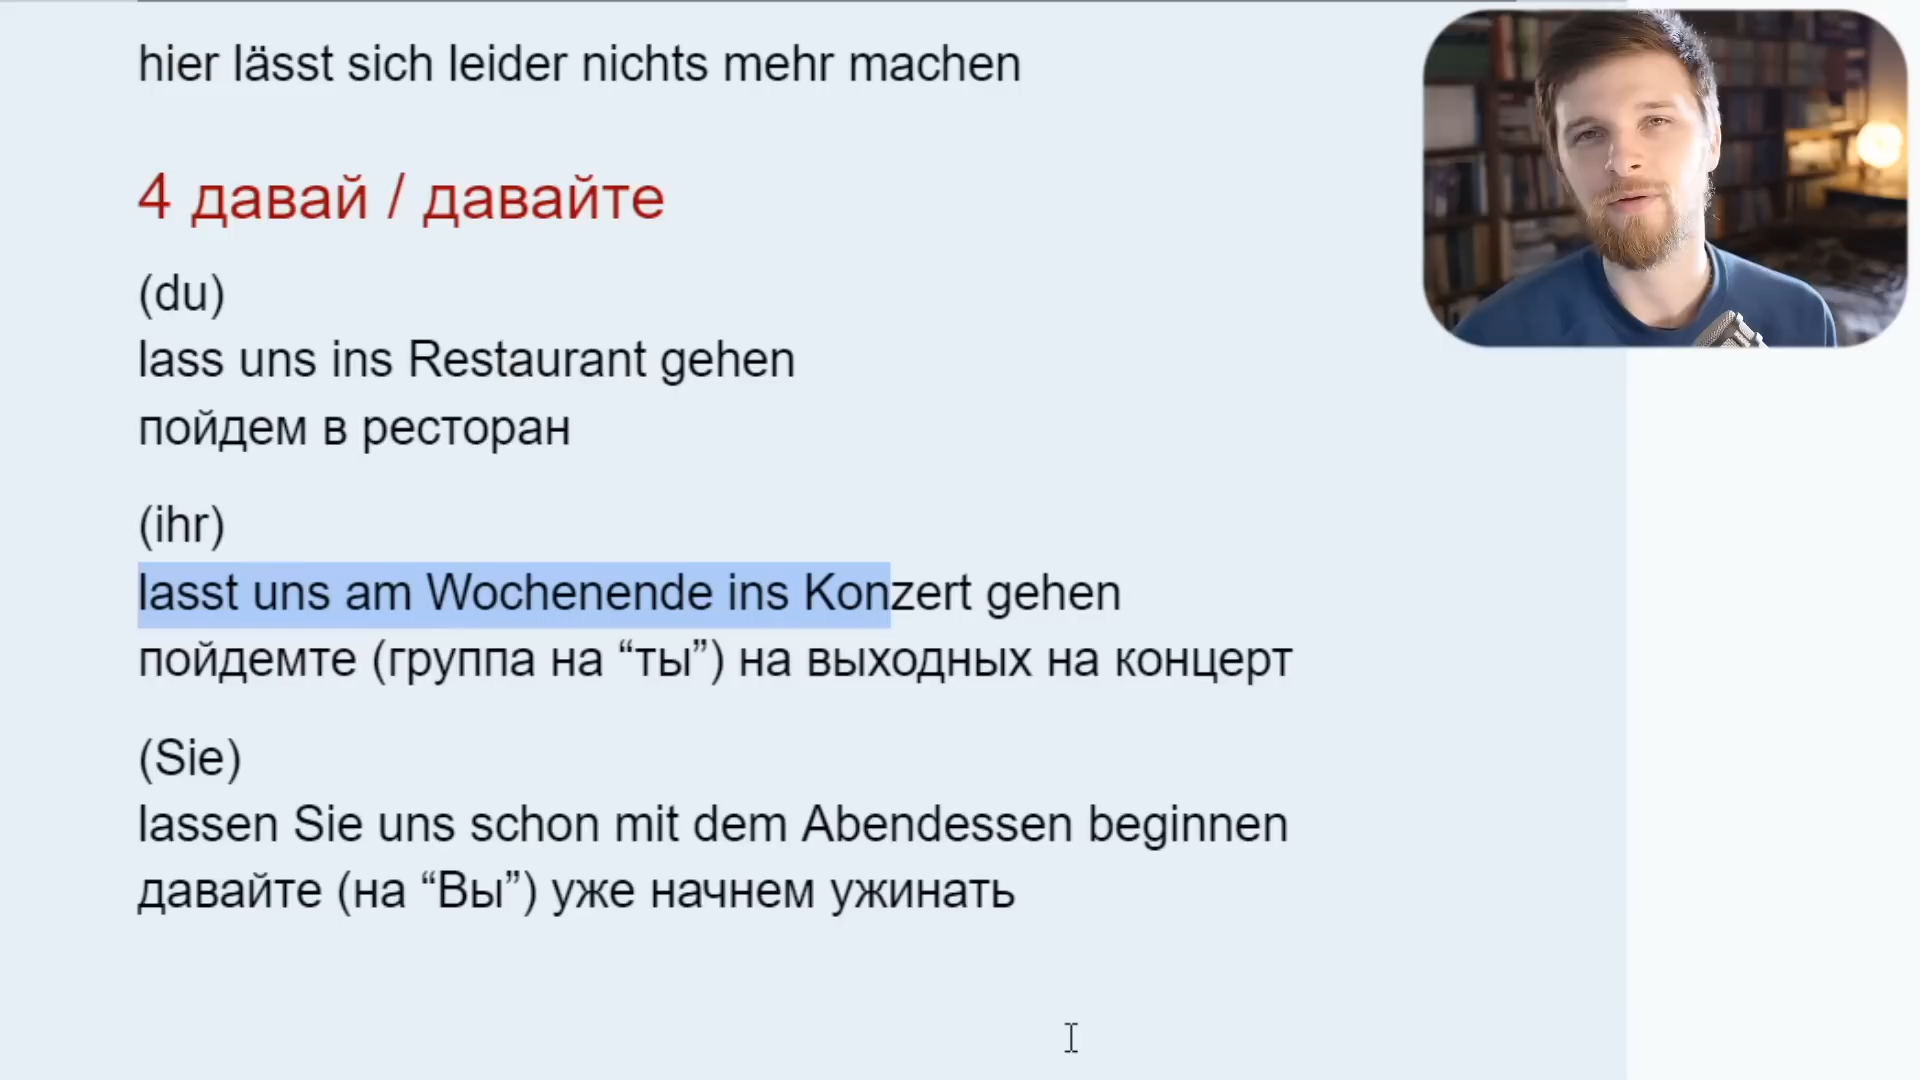 hier lässt sich leider nichts mehr machen
4 давай / давайте
(du)
lass uns ins Restaurant gehen
пойдем в ресторан
(ihr)
lasst uns am Wochenende ins Konzert gehen
пойдемте (группа на “ты”) на выходных на концерт
(Sie)
lassen Sie uns schon mit dem Abendessen beginnen
давайте (на “Вы”) уже начнем ужинать